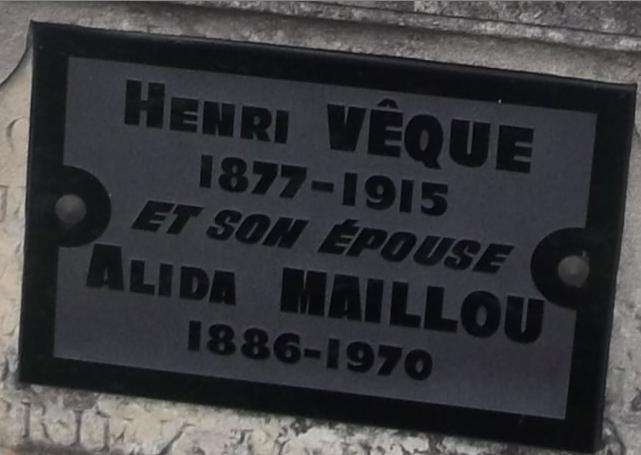 HENRI VÊQUE
1877-1915
ET SON ÉPOUSE
ALIDA MAILLOU
1886-1970